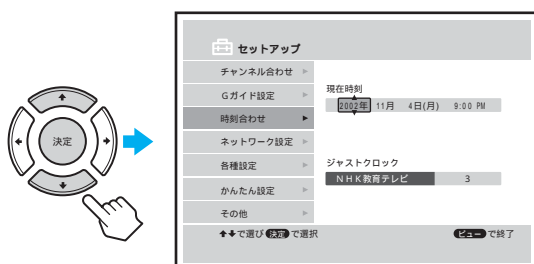 決定
セットアップ
チャンネル合わせ
Gガイド設定
時刻合わせ
ネットワーク設定
各種設定
かんたん設定
その他
現在時刻
2002年 11月 4日(月) 9:00 PM
ジャストクロック
NHK教育テレビ 3
で選び 決定 で選択
ビュー で終了